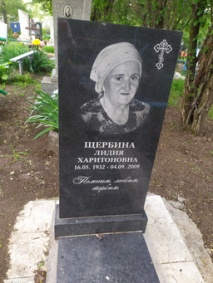 ЩЕРБИНА
ЛИДИЯ
ХАРИТОНОВНА
16.05. 1932 - 04.09. 2009
Помним, любим,
скорбим